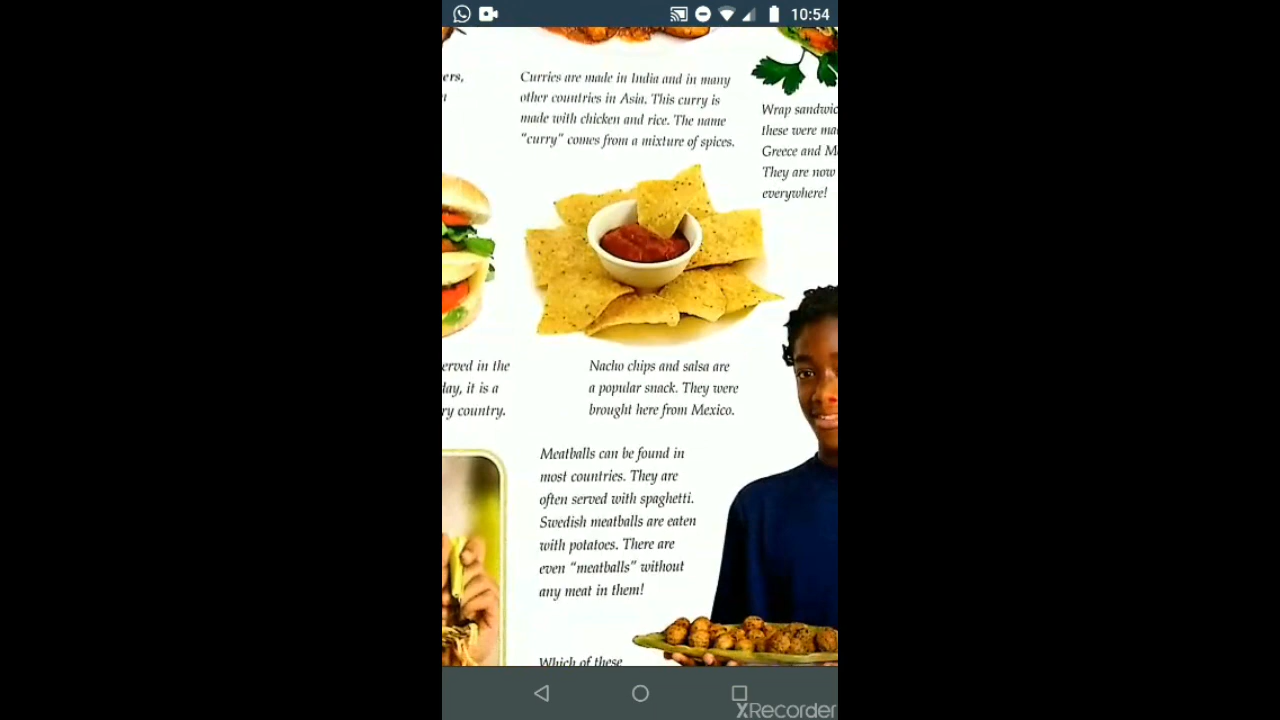 10:54
ers,
Curries are made in India and in many
other countries in Asia. This curry is
made with chicken and rice. The name
"curry" comes from a mixture of spices.
Wrap sandwic
these were ma
Greece and M
They are now
everywhere!
erved in the
day, it is a
ry country.
Nacho chips and salsa are
a popular snack. They were
brought here from Mexico.
Meatballs can be found in
most countries. They are
often served with spaghetti.
Swedish meatballs are eaten
with potatoes. There are
even "meatballs" without
any meat in them!
Which of these
XRecorder